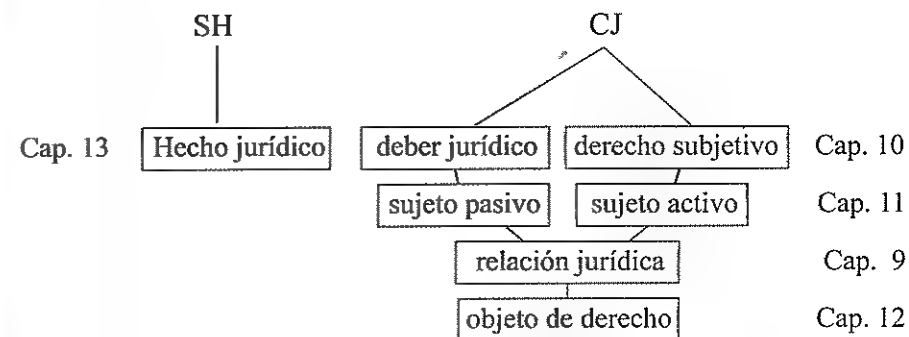 SH CJ
Cap. 13 Hecho jurídico deber jurídico derecho subjetivo Cap. 10
sujeto pasivo sujeto activo Cap. 11
relación jurídica Cap. 9
objeto de derecho Cap. 12